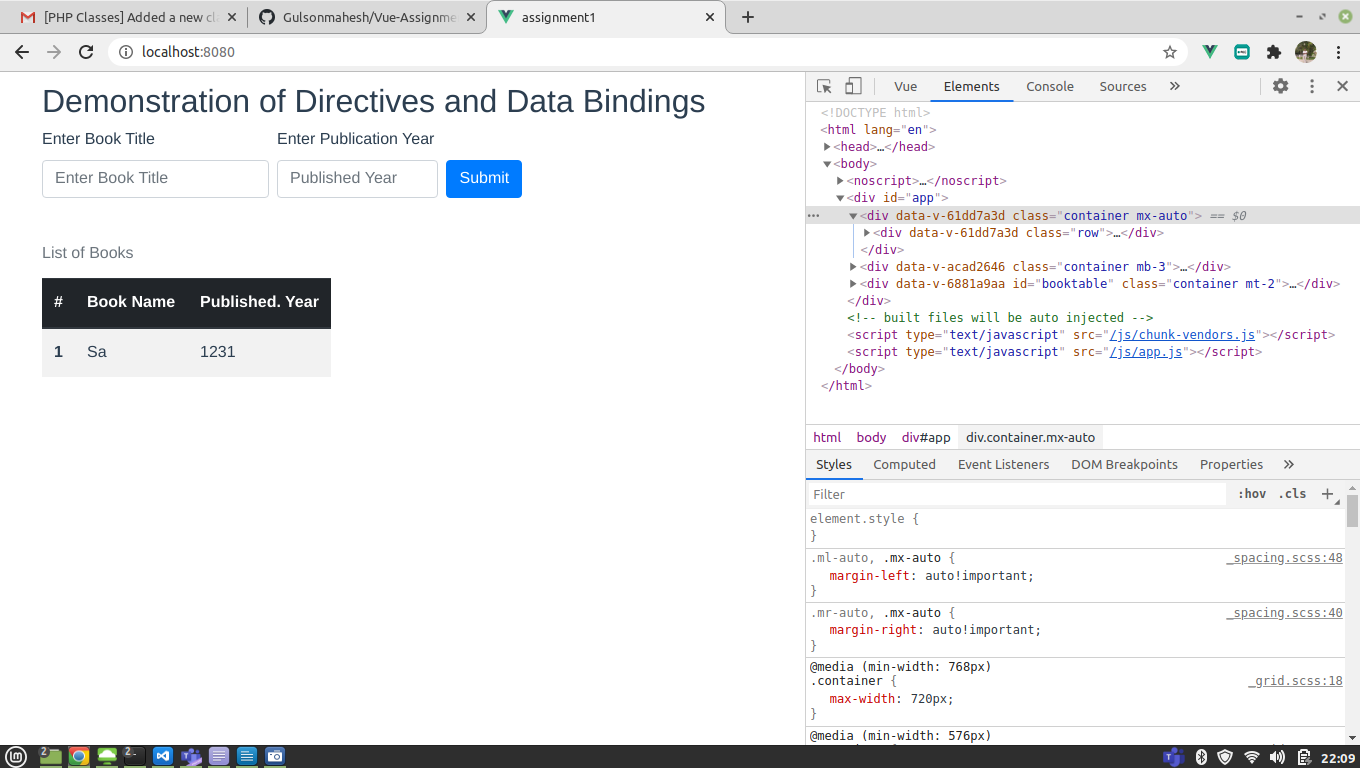 [PHP Classes] Added a new cl
Gulsonmahesh/Vue-Assignme
assignment1
localhost:8080
Demonstration of Directives and Data Bindings
Enter Book Title Enter Publication Year
Enter Book Title Published Year Submit
List of Books
# Book Name Published. Year
1 Sa 1231
Vue Elements Console Sources »
<!DOCTYPE html>
<html lang="en">
<head>…</head>
<body>
<noscript>…</noscript>
<div id="app">
<div data-v-61dd7a3d class="container mx-auto"> == $0
<div data-v-61dd7a3d class="row">…</div>
</div>
<div data-v-acad2646 class="container mb-3">…</div>
<div data-v-6881a9aa id="booktable" class="container mt-2">…</div>
</div>
<!-- built files will be auto injected -->
<script type="text/javascript" src="/js/chunk-vendors.js"></script>
<script type="text/javascript" src="/js/app.js"></script>
</body>
</html>
html body div#app div.container.mx-auto
Styles Computed Event Listeners DOM Breakpoints Properties »
Filter :hov .cls +
element.style {
}
.ml-auto, .mx-auto { _spacing.scss:48
margin-left: auto!important;
}
.mr-auto, .mx-auto { _spacing.scss:40
margin-right: auto!important;
}
@media (min-width: 768px)
.container { _grid.scss:18
max-width: 720px;
}
@media (min-width: 576px)
2 2 22:09